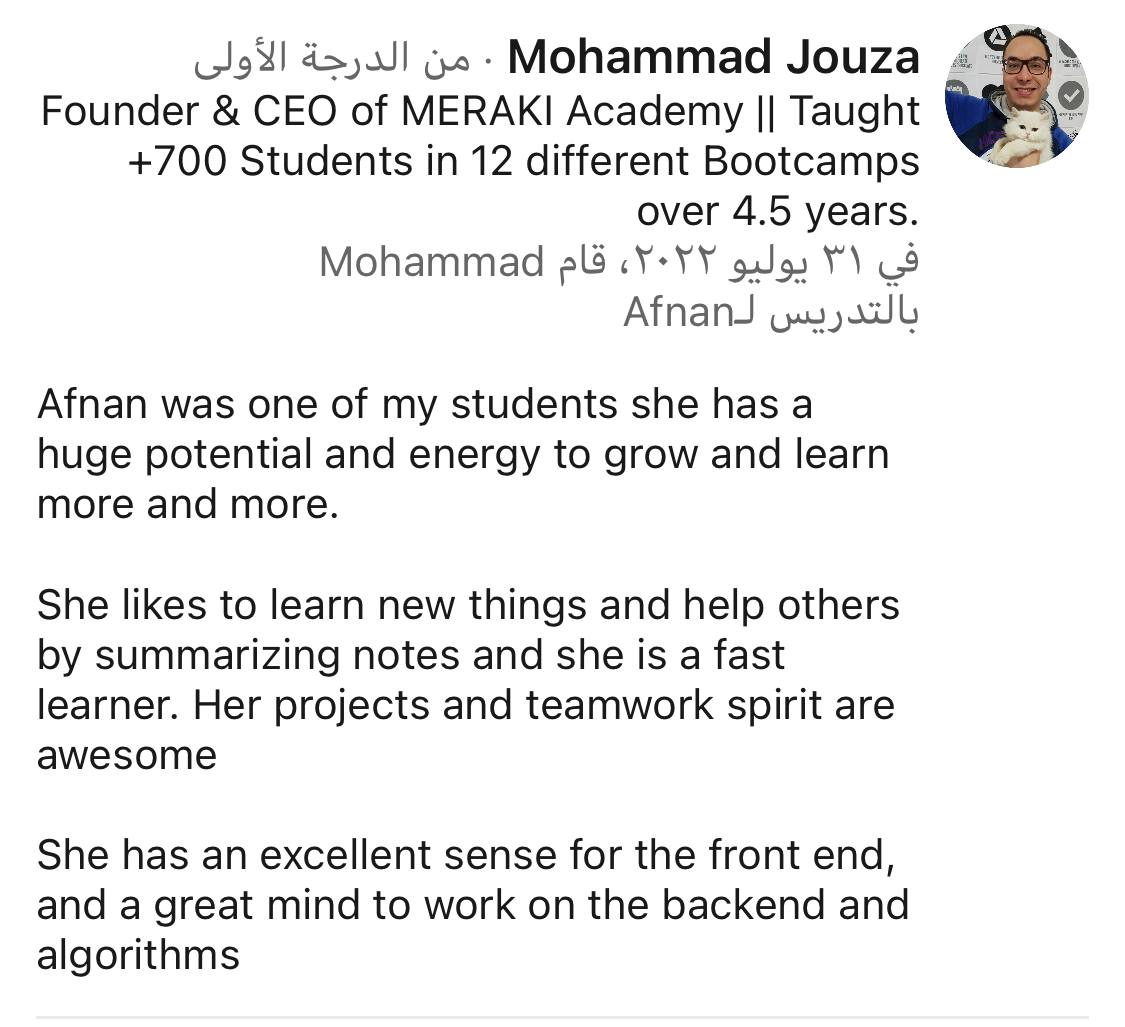 Mohammad Jouza · من الدرجة الأولى
Founder & CEO of MERAKI Academy || Taught
+700 Students in 12 different Bootcamps
over 4.5 years.
في ٣١ يوليو ٢٠٢٢، قام Mohammad
بالتدريس لـAfnan
Afnan was one of my students she has a
huge potential and energy to grow and learn
more and more.
She likes to learn new things and help others
by summarizing notes and she is a fast
learner. Her projects and teamwork spirit are
awesome
She has an excellent sense for the front end,
and a great mind to work on the backend and
algorithms